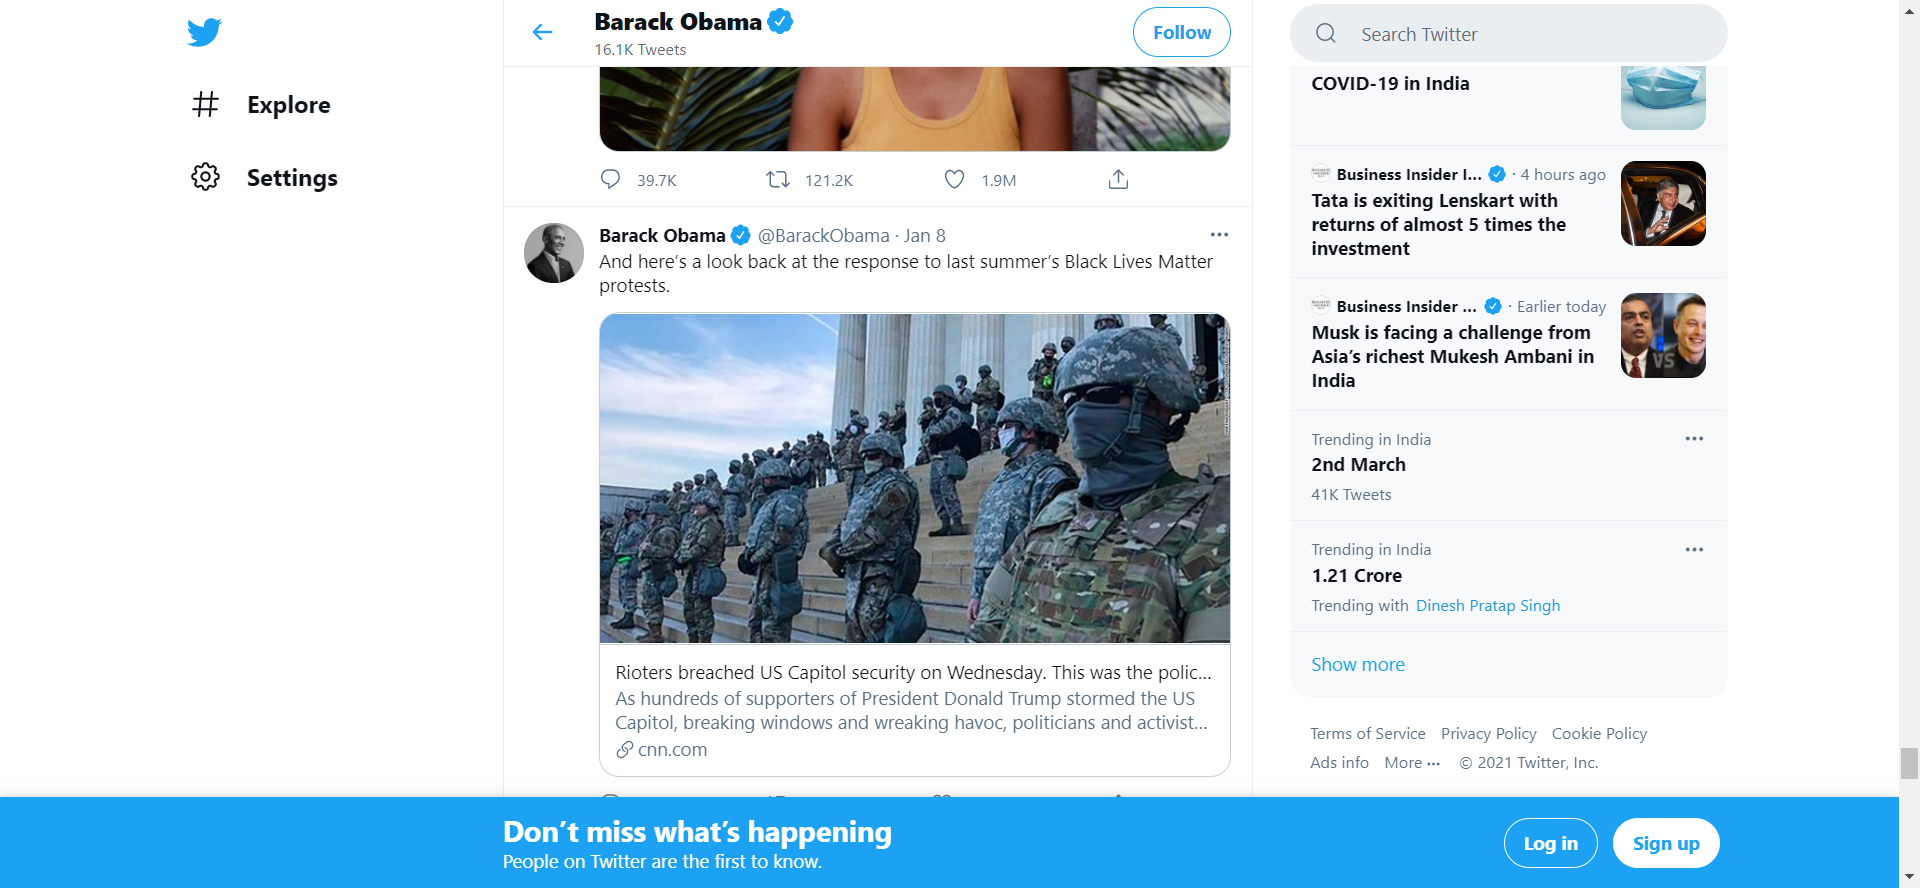 Barack Obama
16.1K Tweets
Follow
Search Twitter
Explore
Settings
39.7K
121.2K
1.9M
Barack Obama @BarackObama · Jan 8
And here's a look back at the response to last summer's Black Lives Matter
protests.
Rioters breached US Capitol security on Wednesday. This was the polic...
As hundreds of supporters of President Donald Trump stormed the US
Capitol, breaking windows and wreaking havoc, politicians and activist...
cnn.com
COVID-19 in India
Business Insider I... · 4 hours ago
Tata is exiting Lenskart with
returns of almost 5 times the
investment
Business Insider ... · Earlier today
Musk is facing a challenge from
Asia's richest Mukesh Ambani in
India
VS
Trending in India
2nd March
41K Tweets
Trending in India
1.21 Crore
Trending with Dinesh Pratap Singh
Show more
Terms of Service Privacy Policy Cookie Policy
Ads info More ··· © 2021 Twitter, Inc.
Don't miss what's happening
People on Twitter are the first to know.
Log in
Sign up